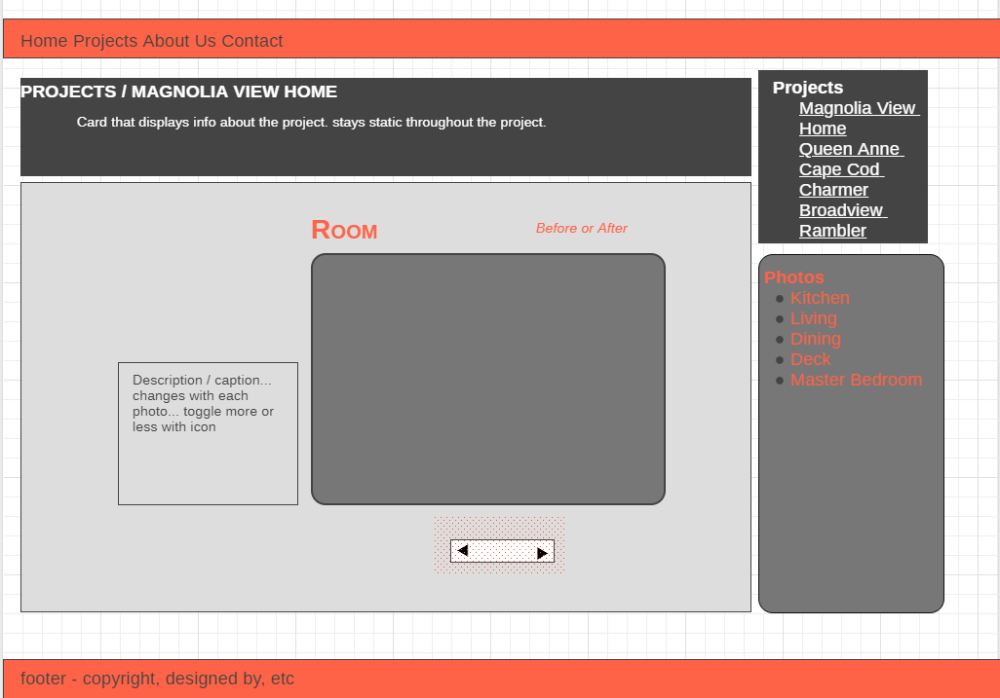 Home Projects About Us Contact
PROJECTS / MAGNOLIA VIEW HOME
Card that displays info about the project. stays static throughout the project.
Room
Before or After
Description / caption...
changes with each
photo... toggle more or
less with icon
Projects
Magnolia View
Home
Queen Anne
Cape Cod
Charmer
Broadview
Rambler
Photos
Kitchen
Living
Dining
Deck
Master Bedroom
footer - copyright, designed by, etc